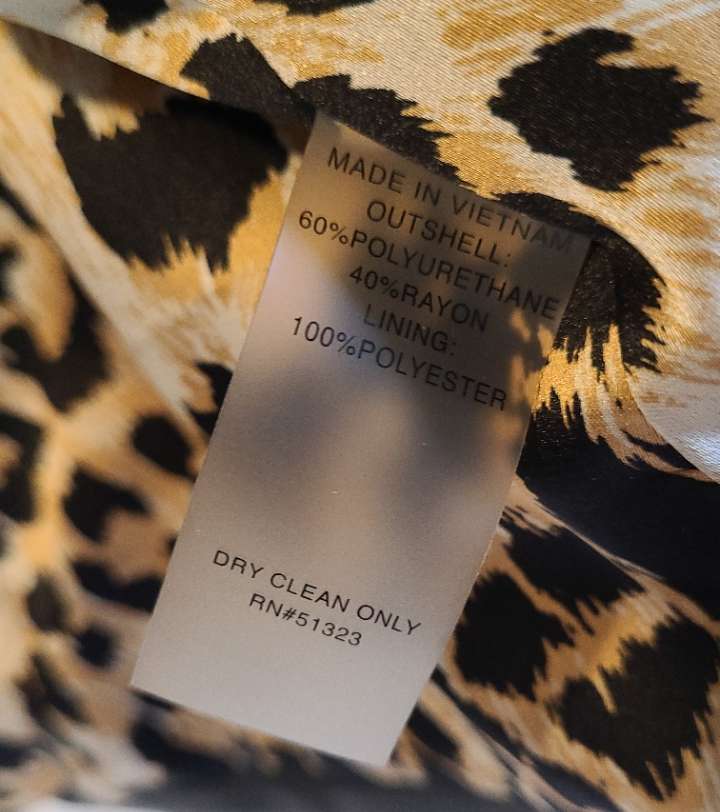 MADE IN VIETNAM
OUTSHELL:
60%POLYURETHANE
40%RAYON
LINING:
100%POLYESTER
DRY CLEAN ONLY
RN#51323